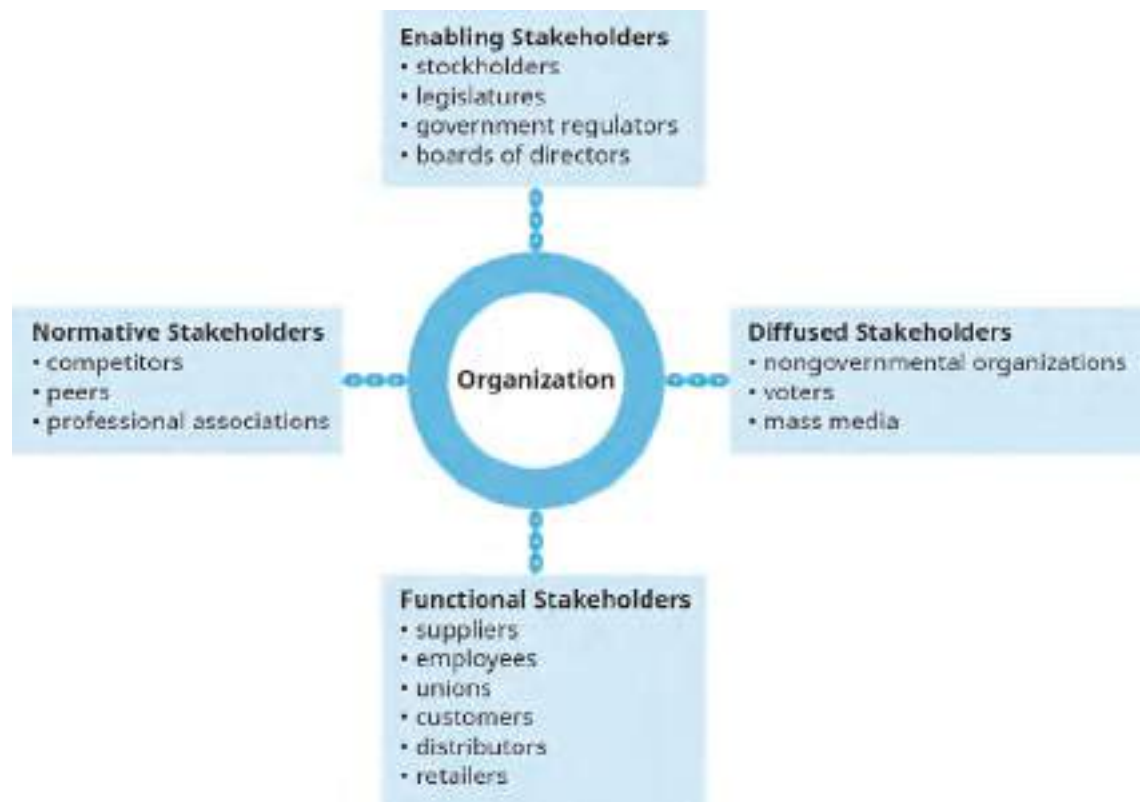 Enabling Stakeholders
• stockholders
• legislatures
• government regulators
• boards of directors
Normative Stakeholders
• competitors
• peers
• professional associations
Organization
Diffused Stakeholders
• nongovernmental organizations
• voters
• mass media
Functional Stakeholders
• suppliers
• employees
• unions
• customers
• distributors
• retailers